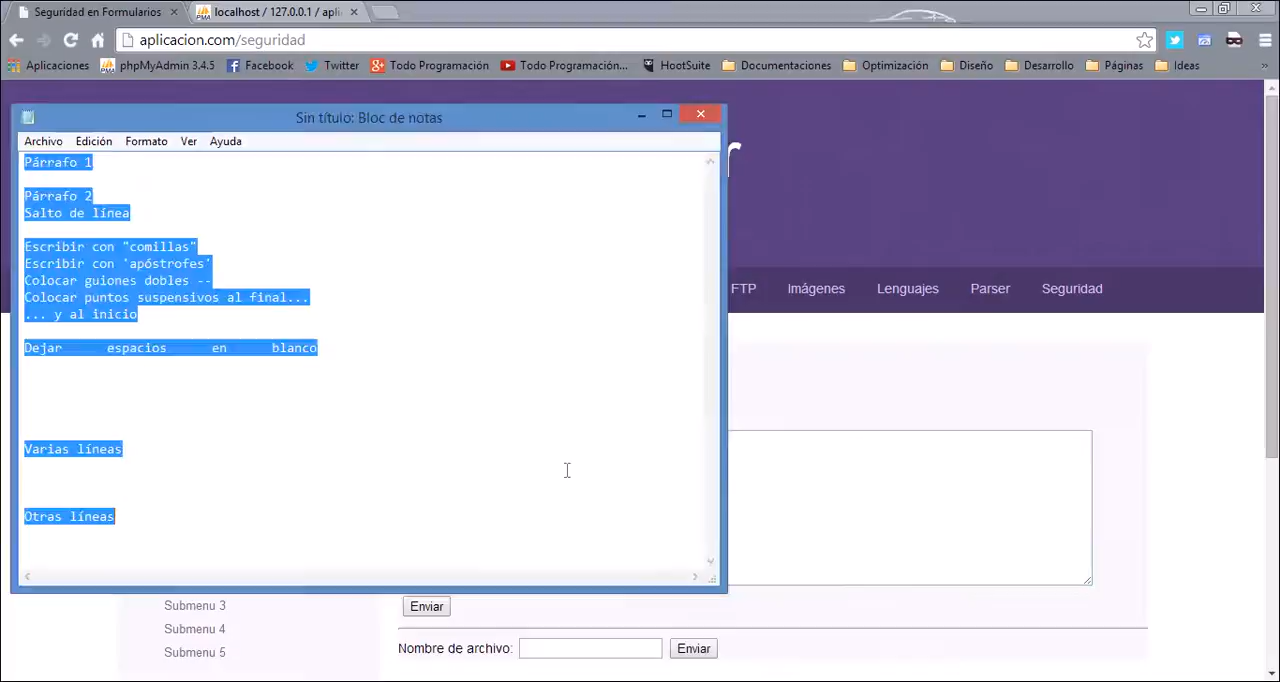 Seguridad en Formularios
localhost / 127.0.0.1 / apli
aplicacion.com/seguridad
Aplicaciones phpMyAdmin 3.4.5 Facebook Twitter Todo Programación Todo Programación... HootSuite Documentaciones Optimización Diseño Desarrollo Páginas Ideas »
Sin título: Bloc de notas
Archivo Edición Formato Ver Ayuda
Párrafo 1
Párrafo 2
Salto de línea
Escribir con "comillas"
Escribir con 'apóstrofes'
Colocar guiones dobles --
Colocar puntos suspensivos al final...
... y al inicio
Dejar espacios en blanco
Varias líneas
Otras líneas
r
FTP Imágenes Lenguajes Parser Seguridad
Enviar
Submenu 3
Submenu 4
Submenu 5
Nombre de archivo: Enviar